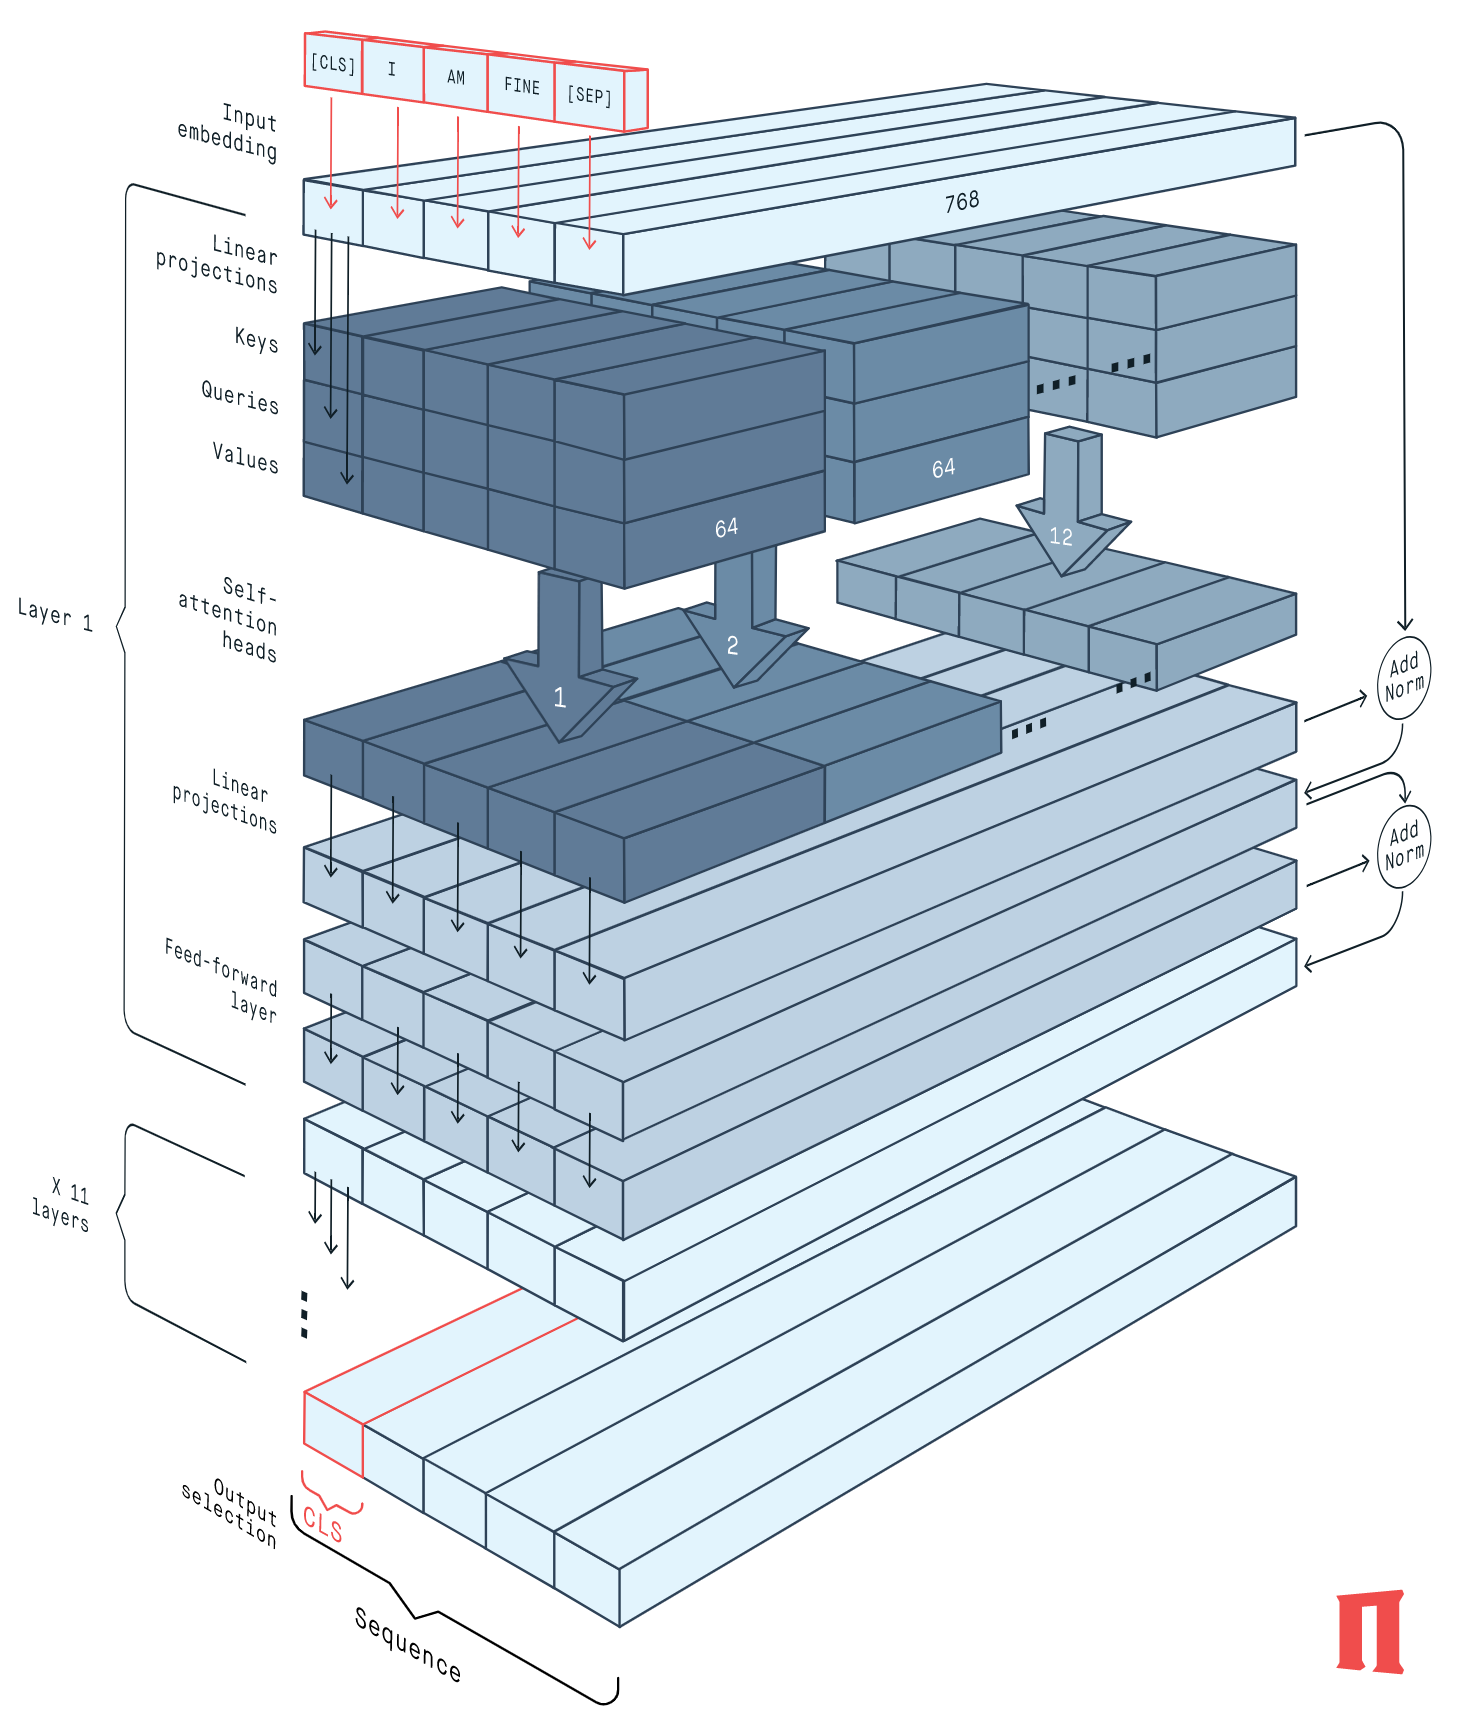 [CLS] I AM FINE [SEP]
Input
embedding
768
Linear
projections
Keys
Queries
Values
64
64
12
Self-
attention
heads
Layer 1
2
1
Add
Norm
Linear
projections
Add
Norm
Feed-forward
layer
X 11
layers
Output
selection
CLS
Sequence